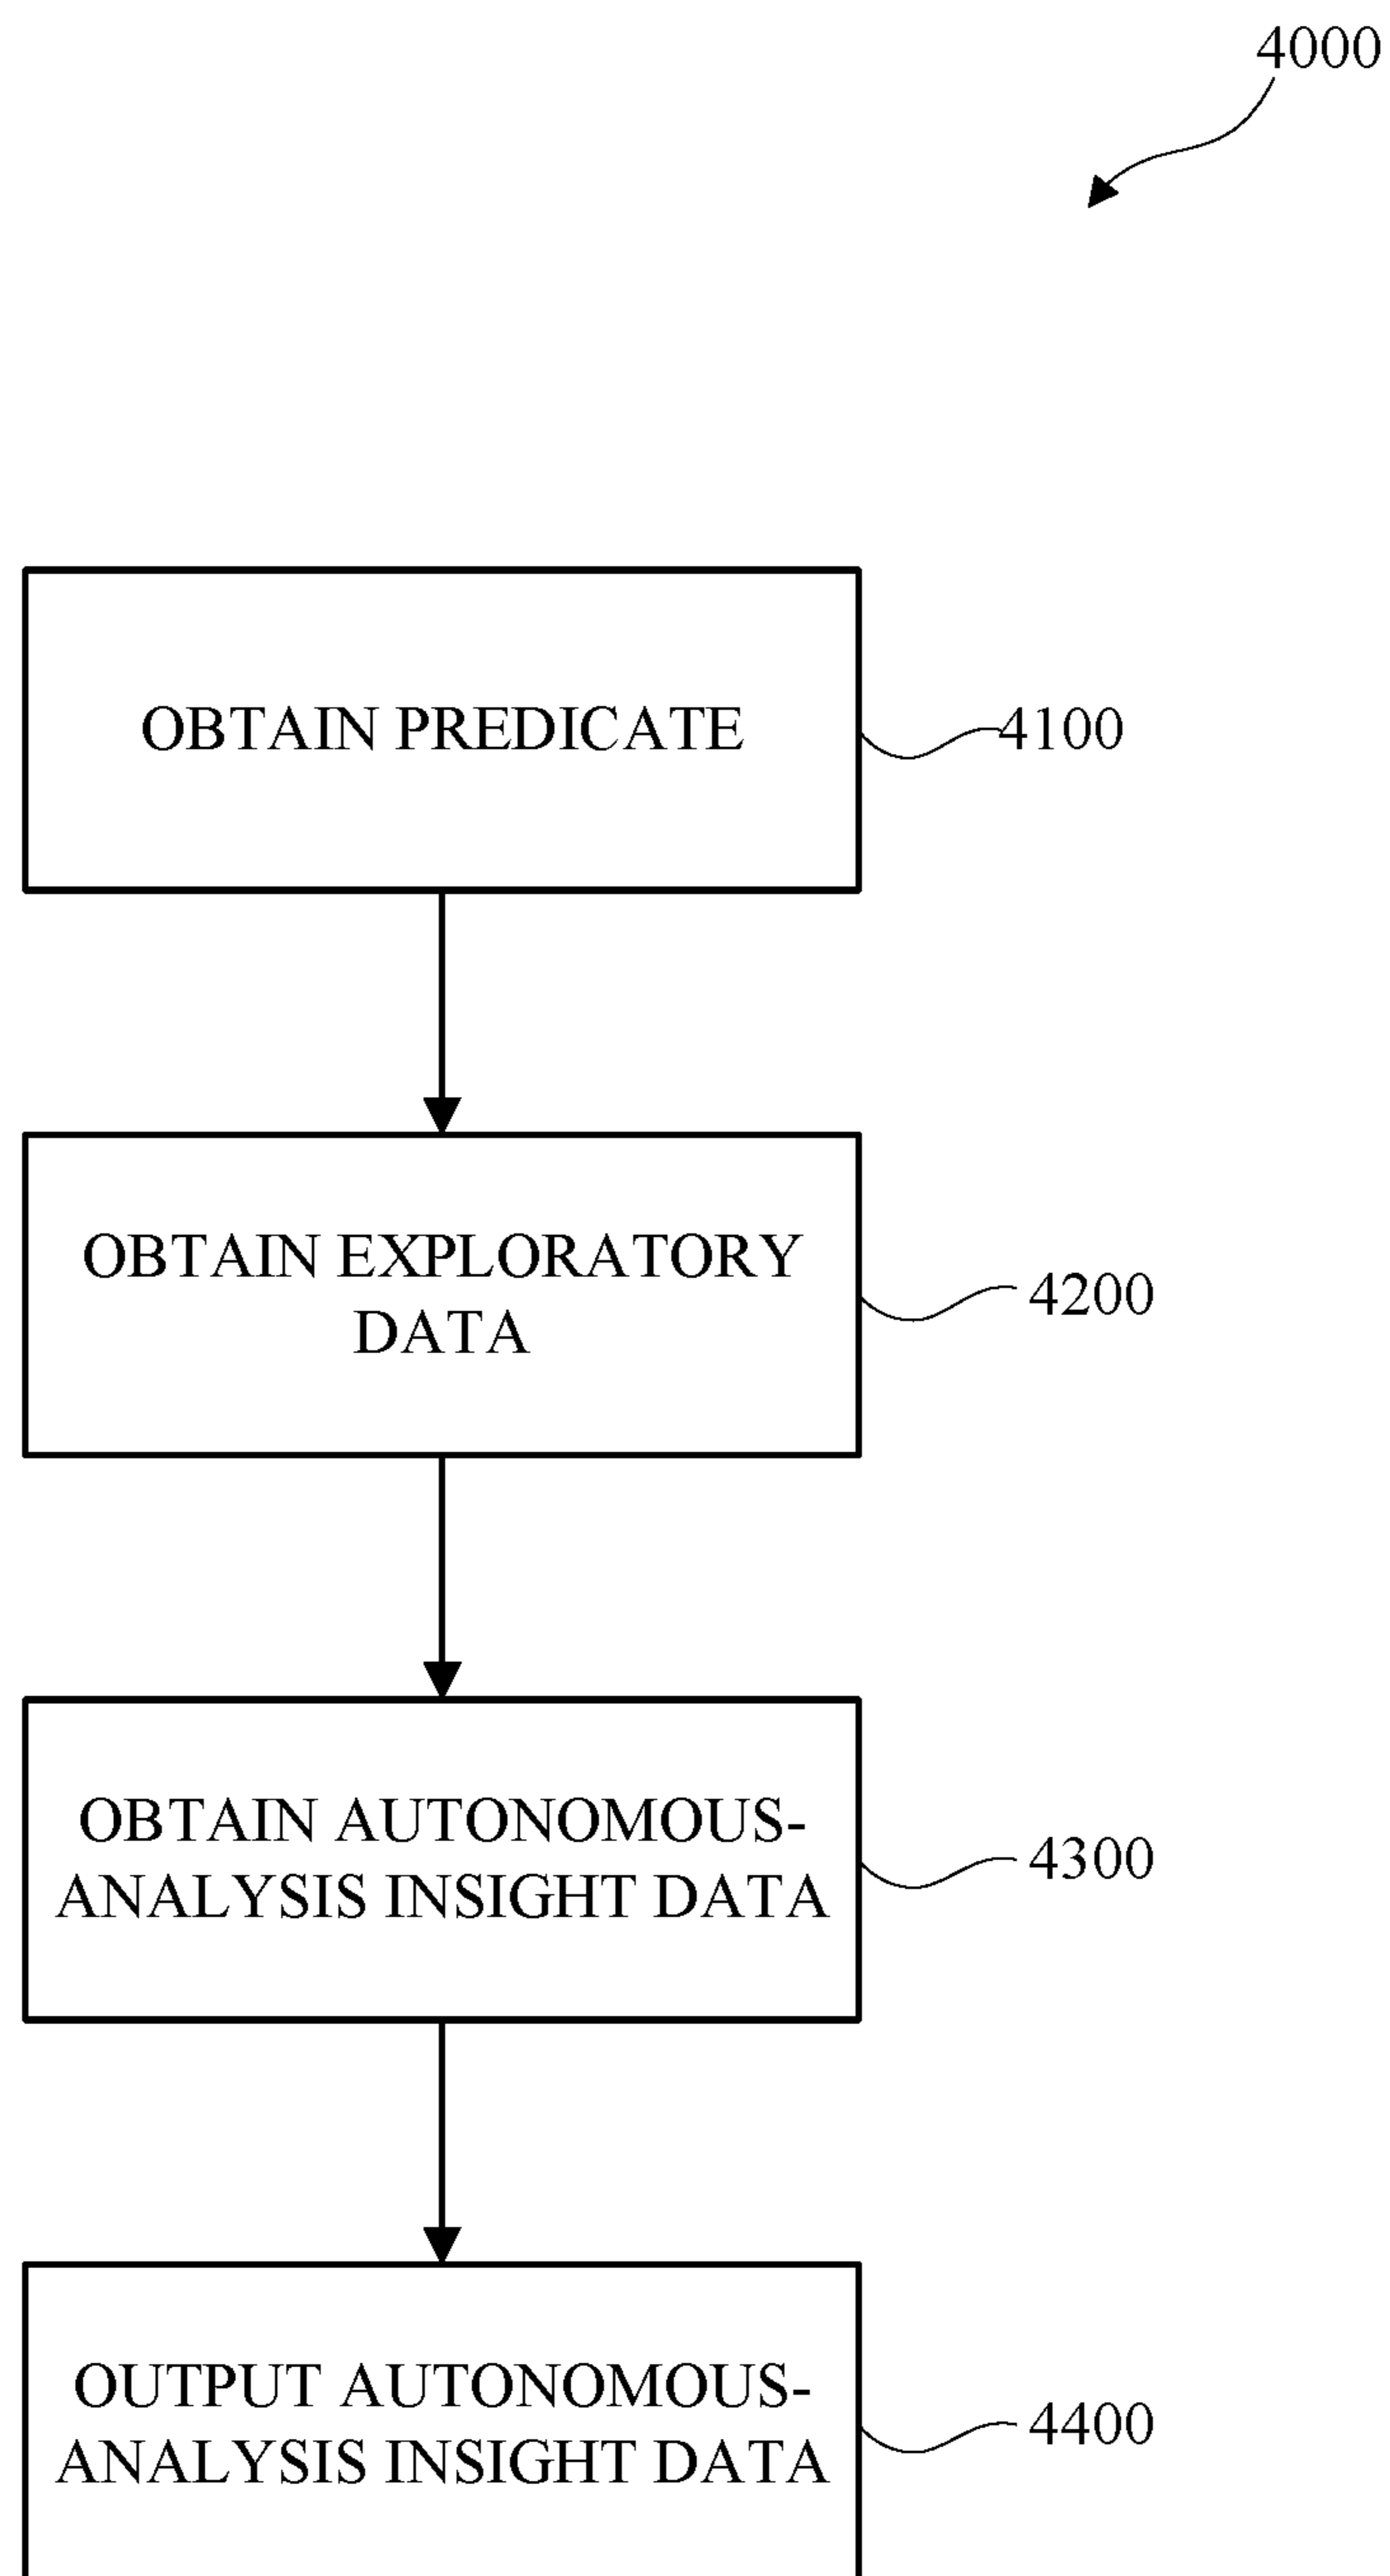 4000
OBTAIN PREDICATE
4100
OBTAIN EXPLORATORY
DATA
4200
OBTAIN AUTONOMOUS-
ANALYSIS INSIGHT DATA
4300
OUTPUT AUTONOMOUS-
ANALYSIS INSIGHT DATA
4400